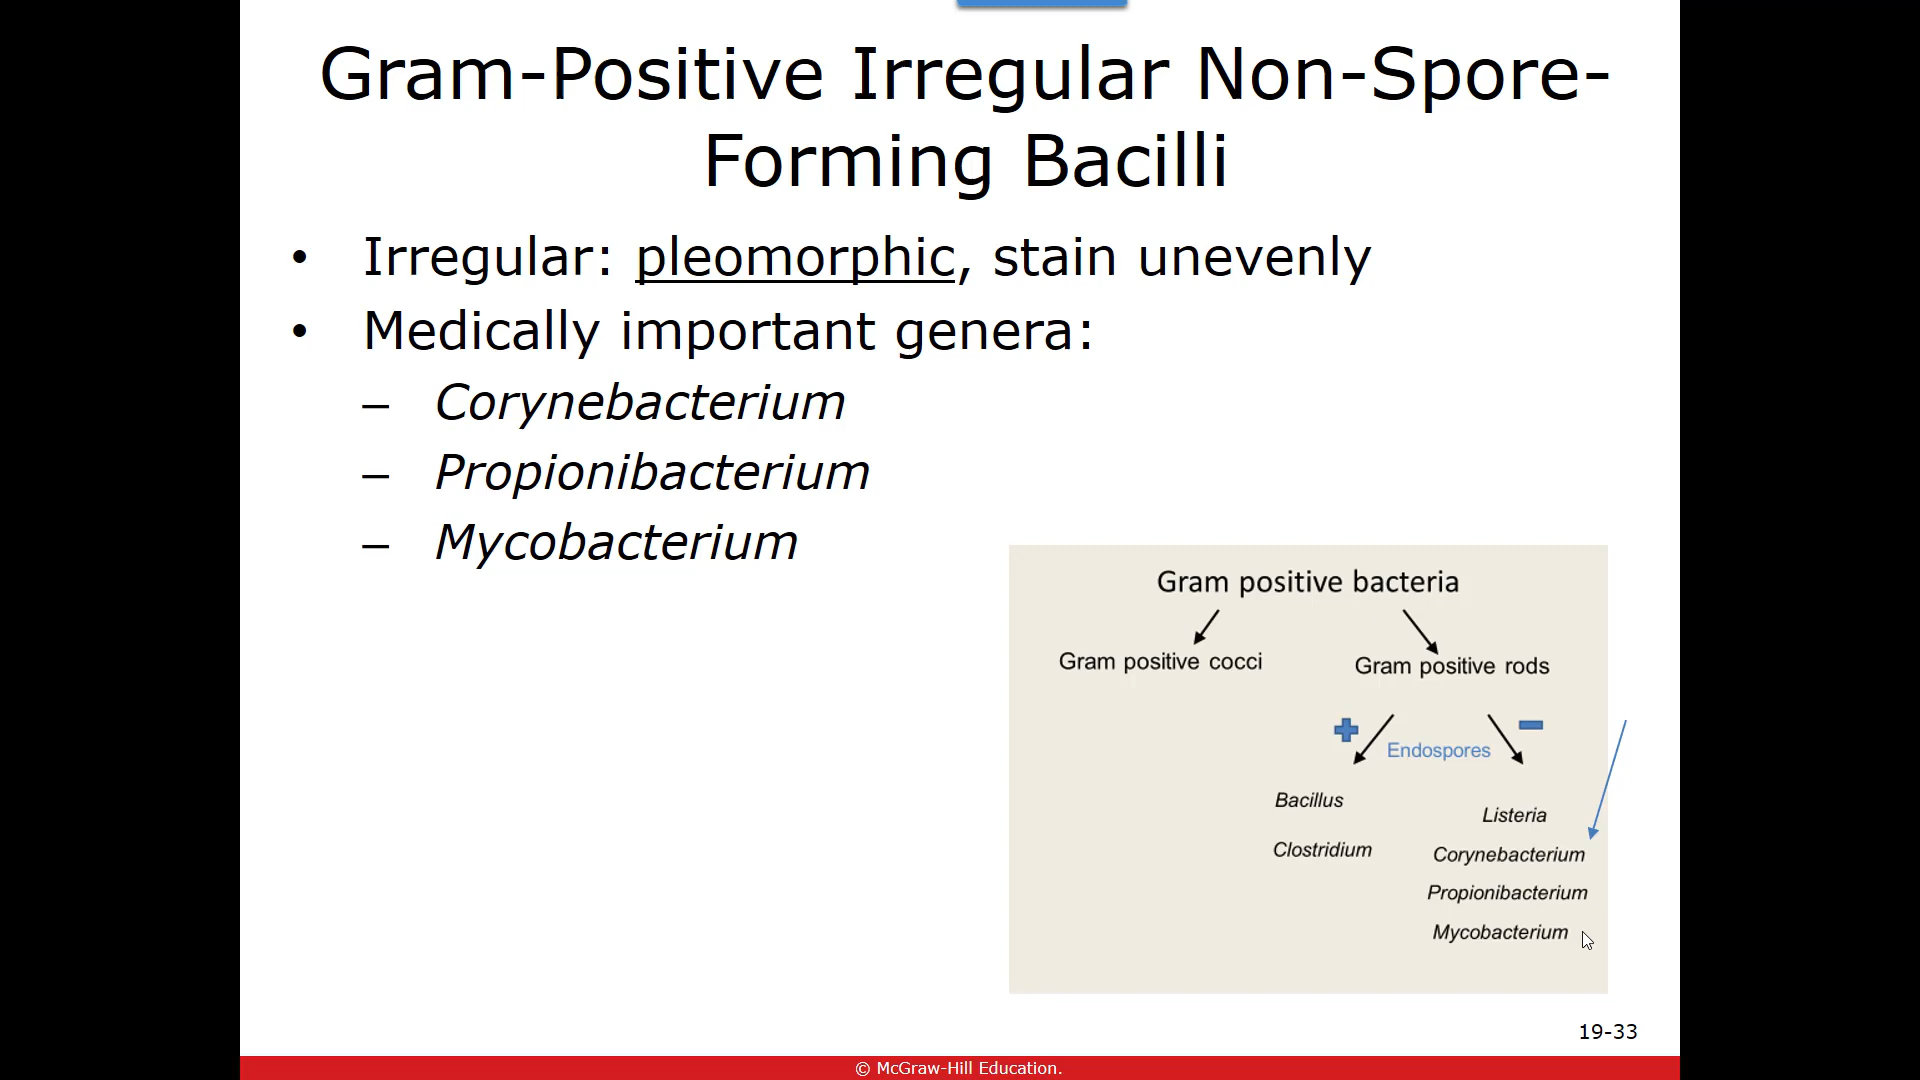 Gram-Positive Irregular Non-Spore-
Forming Bacilli
• Irregular: pleomorphic, stain unevenly
• Medically important genera:
– Corynebacterium
– Propionibacterium
– Mycobacterium
Gram positive bacteria
Gram positive cocci
Gram positive rods
Endospores
Bacillus
Clostridium
Listeria
Corynebacterium
Propionibacterium
Mycobacterium
19-33
© McGraw-Hill Education.